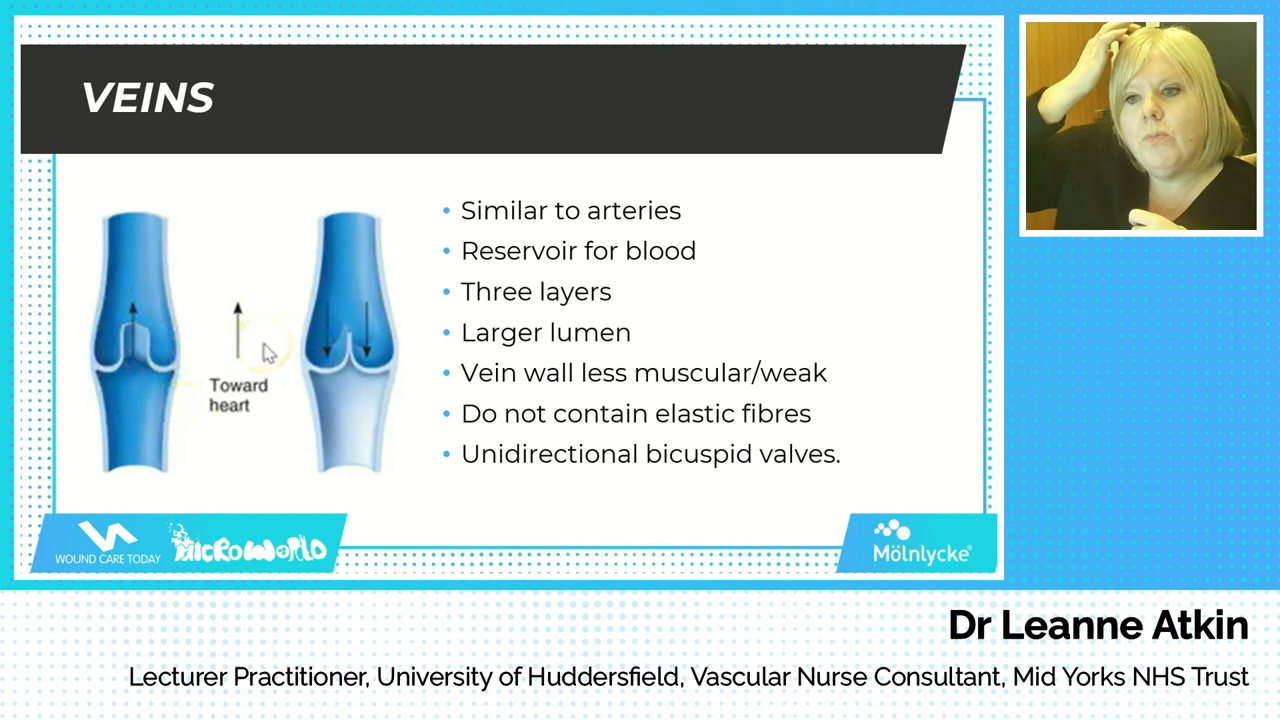 VEINS
Toward
heart
• Similar to arteries
• Reservoir for blood
• Three layers
• Larger lumen
• Vein wall less muscular/weak
• Do not contain elastic fibres
• Unidirectional bicuspid valves.
WOUND CARE TODAY
MICROWORLD
Mölnlycke®
Dr Leanne Atkin
Lecturer Practitioner, University of Huddersfield, Vascular Nurse Consultant, Mid Yorks NHS Trust